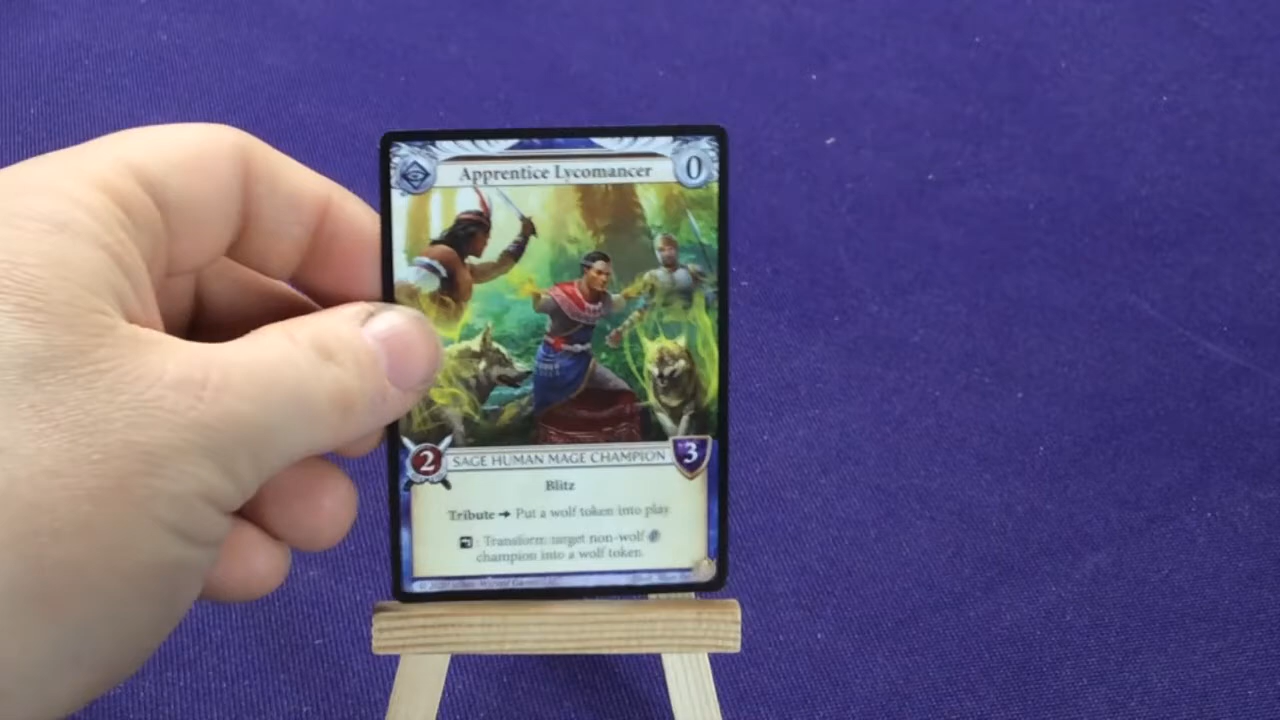 Apprentice Lycomancer
0
2
SAGE HUMAN MAGE CHAMPION
3
Blitz
Tribute ➔ Put a wolf token into play.
: Transform target non-wolf 
champion into a wolf token.